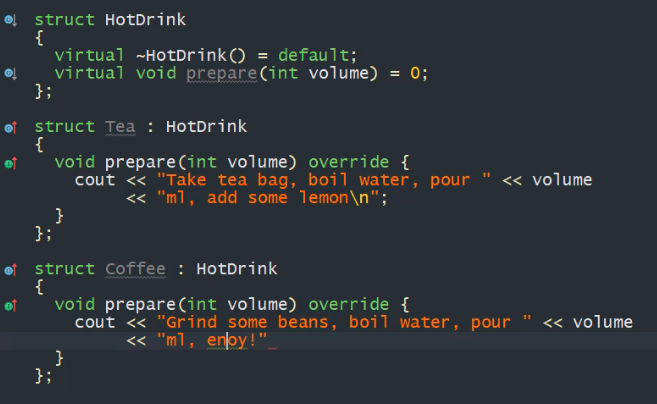 struct HotDrink
{
virtual ~HotDrink() = default;
virtual void prepare(int volume) = 0;
};
struct Tea : HotDrink
{
void prepare(int volume) override {
cout << "Take tea bag, boil water, pour " << volume
<< "ml, add some lemon\n";
}
};
struct Coffee : HotDrink
{
void prepare(int volume) override {
cout << "Grind some beans, boil water, pour " << volume
<< "ml, enoy!"
}
};